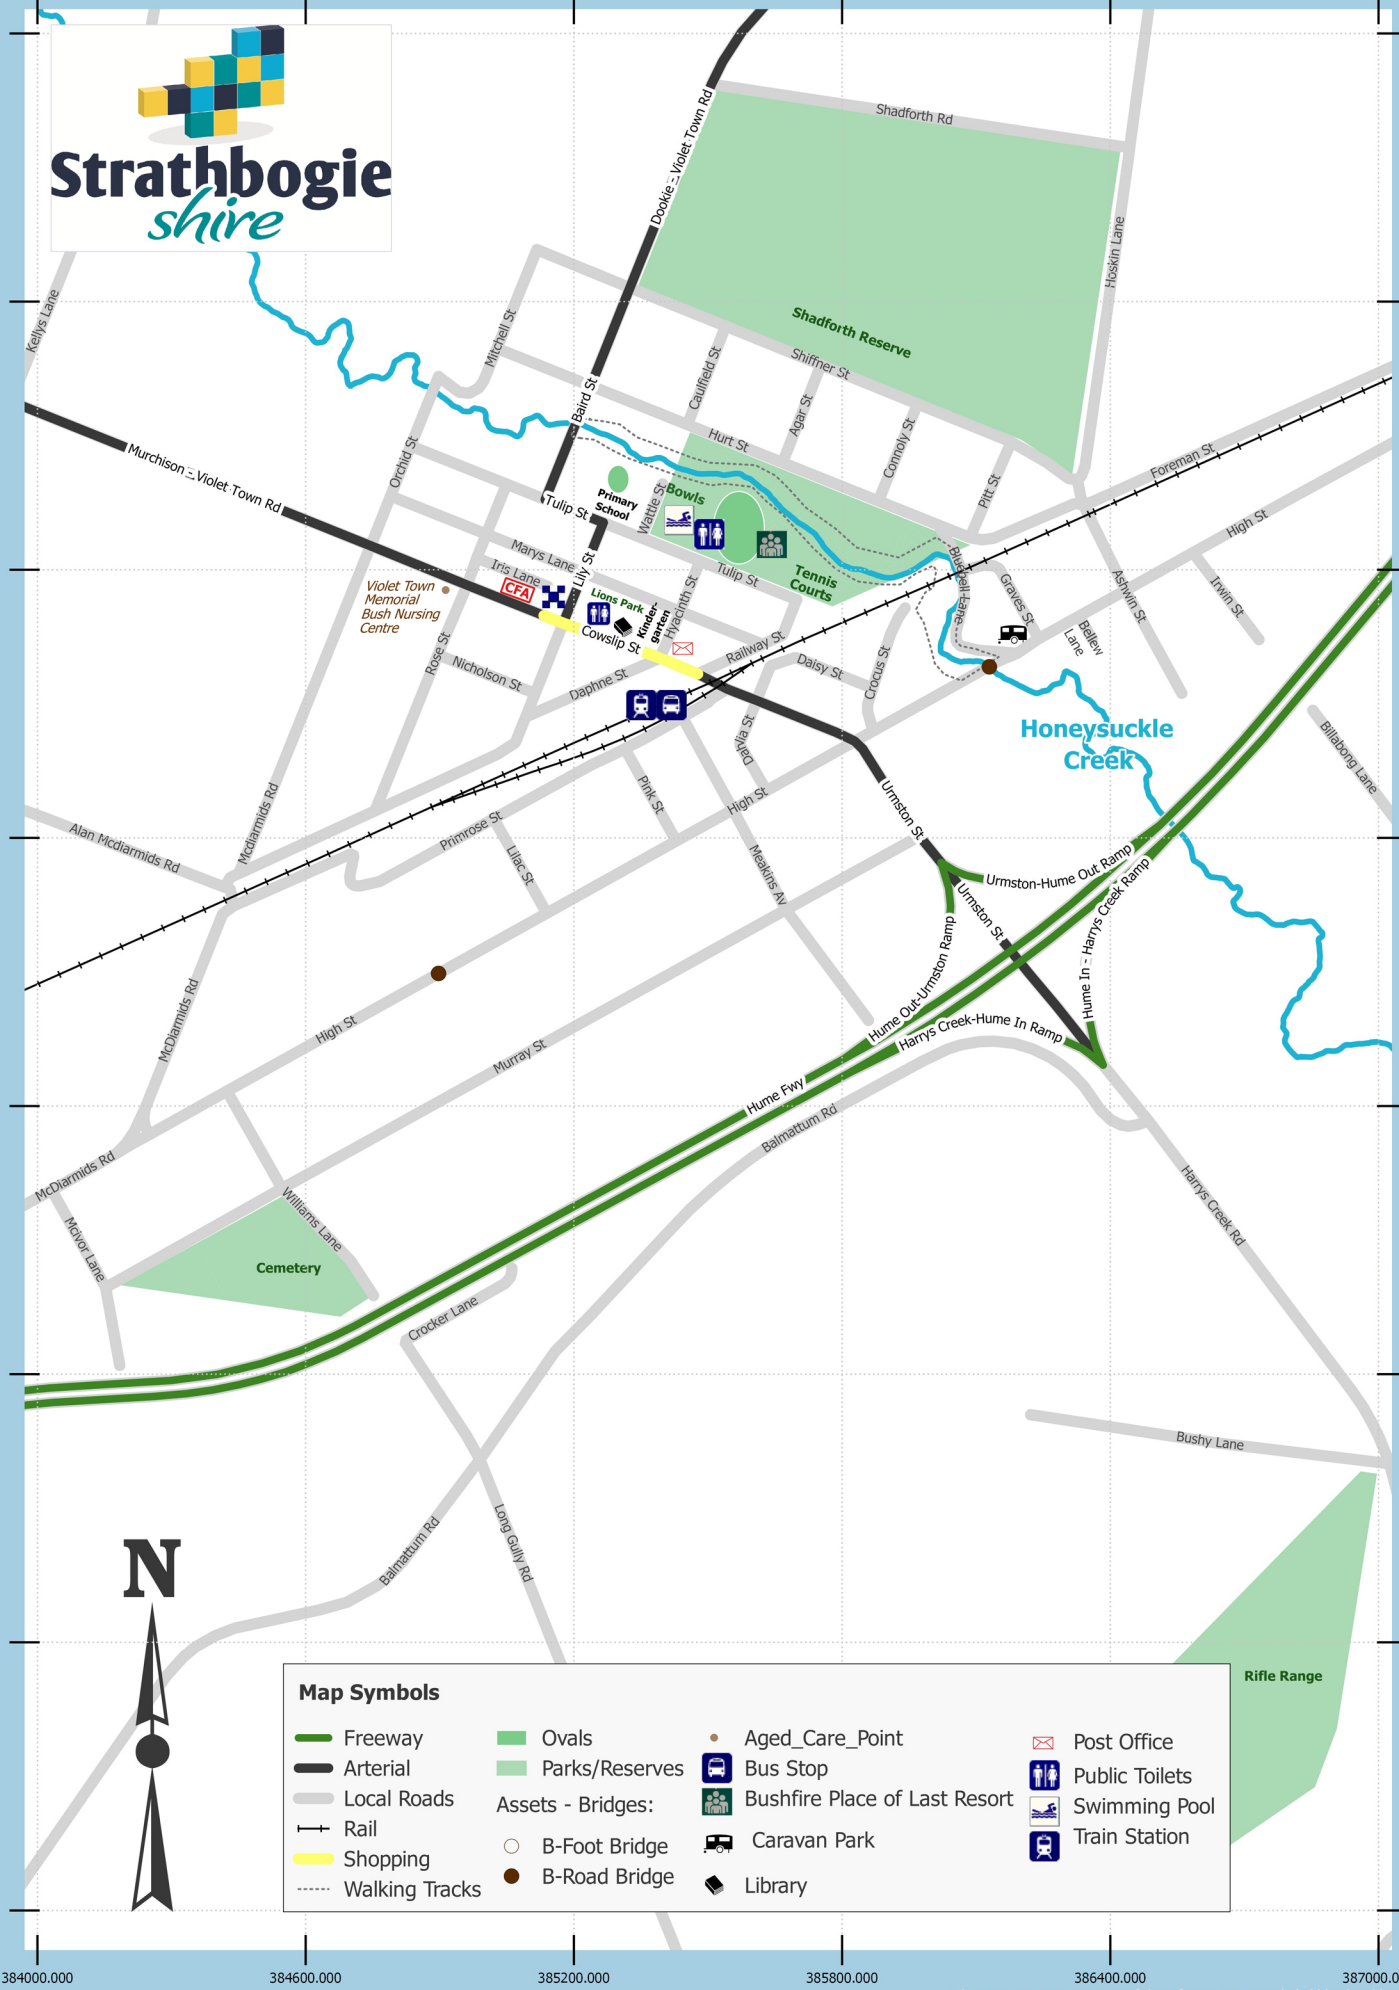 Strathbogie
shire
Shadforth Rd
Dookie - Violet Town Rd
Hoskin Lane
Kellys Lane
Mitchell St
Shadforth Reserve
Shiffner St
Caulfield St
Agar St
Baird St
Hurt St
Connoly St
Orchid St
Pitt St
Foreman St
Murchison - Violet Town Rd
High St
Bowls
Primary
School
Wattle St
Tulip St
Marys Lane
Iris Lane
Lily St
Tulip St
Tennis
Courts
Bluebell Lane
Graves St
Ashwin St
Irwin St
CFA
Violet Town
Memorial
Bush Nursing
Centre
Lions Park
Kinder-
garten
Hyacinth St
Cowslip St
Bellew
Lane
Rose St
Nicholson St
Railway St
Daisy St
Crocus St
Daphne St
Dahlia St
Honeysuckle
Creek
Billabong Lane
Pink St
High St
Urmston St
Mcdiarmids Rd
Alan Mcdiarmids Rd
Primrose St
Lilac St
Meakins Av
Urmston-Hume Out Ramp
Urmston St
Hume In - Harrys Creek Ramp
Hume Out-Urmston Ramp
Harrys Creek-Hume In Ramp
McDiarmids Rd
High St
Murray St
Hume Fwy
Balmattum Rd
McDiarmids Rd
Mcivor Lane
Williams Lane
Harrys Creek Rd
Cemetery
Crocker Lane
Bushy Lane
Balmattum Rd
Long Gully Rd
N
Rifle Range
Map Symbols
Freeway
Arterial
Local Roads
Rail
Shopping
Walking Tracks
Ovals
Parks/Reserves
Assets - Bridges:
B-Foot Bridge
B-Road Bridge
Aged_Care_Point
Bus Stop
Bushfire Place of Last Resort
Caravan Park
Library
Post Office
Public Toilets
Swimming Pool
Train Station
384000.000
384600.000
385200.000
385800.000
386400.000
387000.0